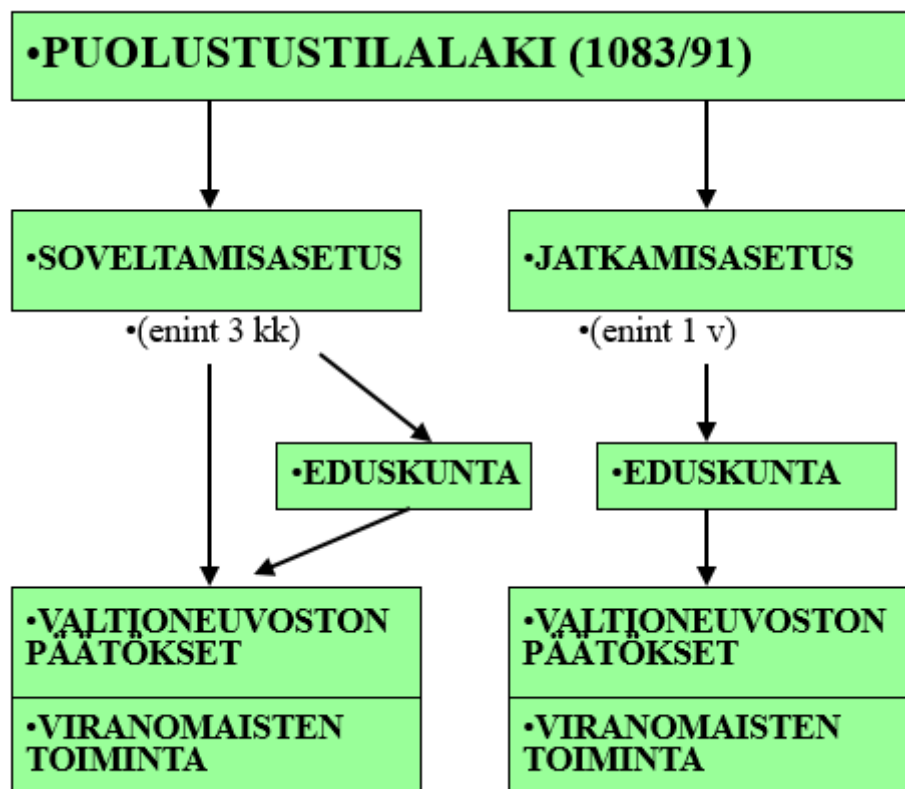 •PUOLUSTUSTILALAKI (1083/91)
•SOVELTAMISASETUS
•(enint 3 kk)
•JATKAMISASETUS
•(enint 1 v)
•EDUSKUNTA
•EDUSKUNTA
•VALTIONEUVOSTON
PÄÄTÖKSET
•VIRANOMAISTEN
TOIMINTA
•VALTIONEUVOSTON
PÄÄTÖKSET
•VIRANOMAISTEN
TOIMINTA